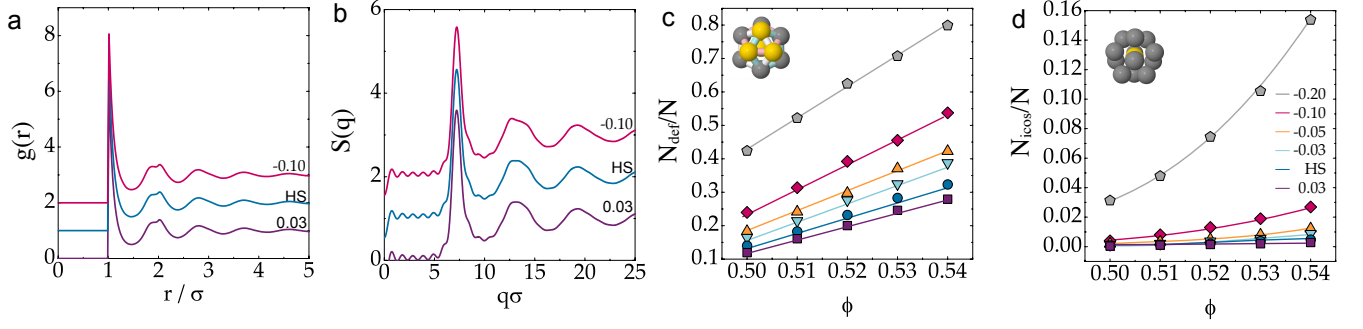 a
g(r)
8
6
4
2
0
-0.10
HS
0.03
0 1 2 3 4 5
r / σ
b
S(q)
6
4
2
0
-0.10
HS
0.03
0 5 10 15 20 25
qσ
c
N_def/N
0.8
0.7
0.6
0.5
0.4
0.3
0.2
0.1
0.50 0.51 0.52 0.53 0.54
ϕ
d
N_icos/N
0.16
0.14
0.12
0.10
0.08
0.06
0.04
0.02
0.00
-0.20
-0.10
-0.05
-0.03
HS
0.03
0.50 0.51 0.52 0.53 0.54
ϕ